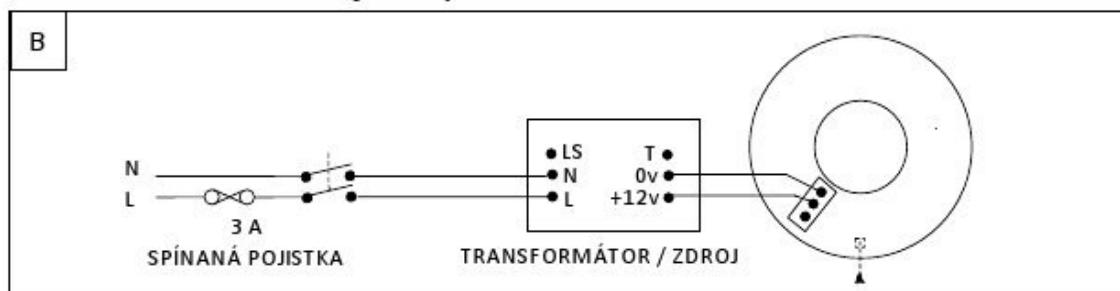 B
LS T
N N 0v
L L +12v
3 A
SPÍNANÁ POJISTKA TRANSFORMÁTOR / ZDROJ